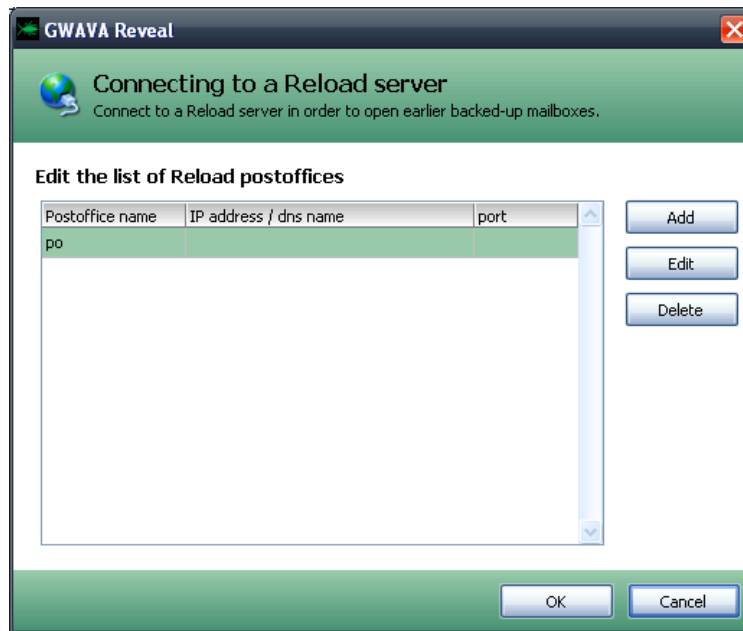 GWAVA Reveal
Connecting to a Reload server
Connect to a Reload server in order to open earlier backed-up mailboxes.
Edit the list of Reload postoffices
Postoffice name IP address / dns name port
po
Add
Edit
Delete
OK Cancel